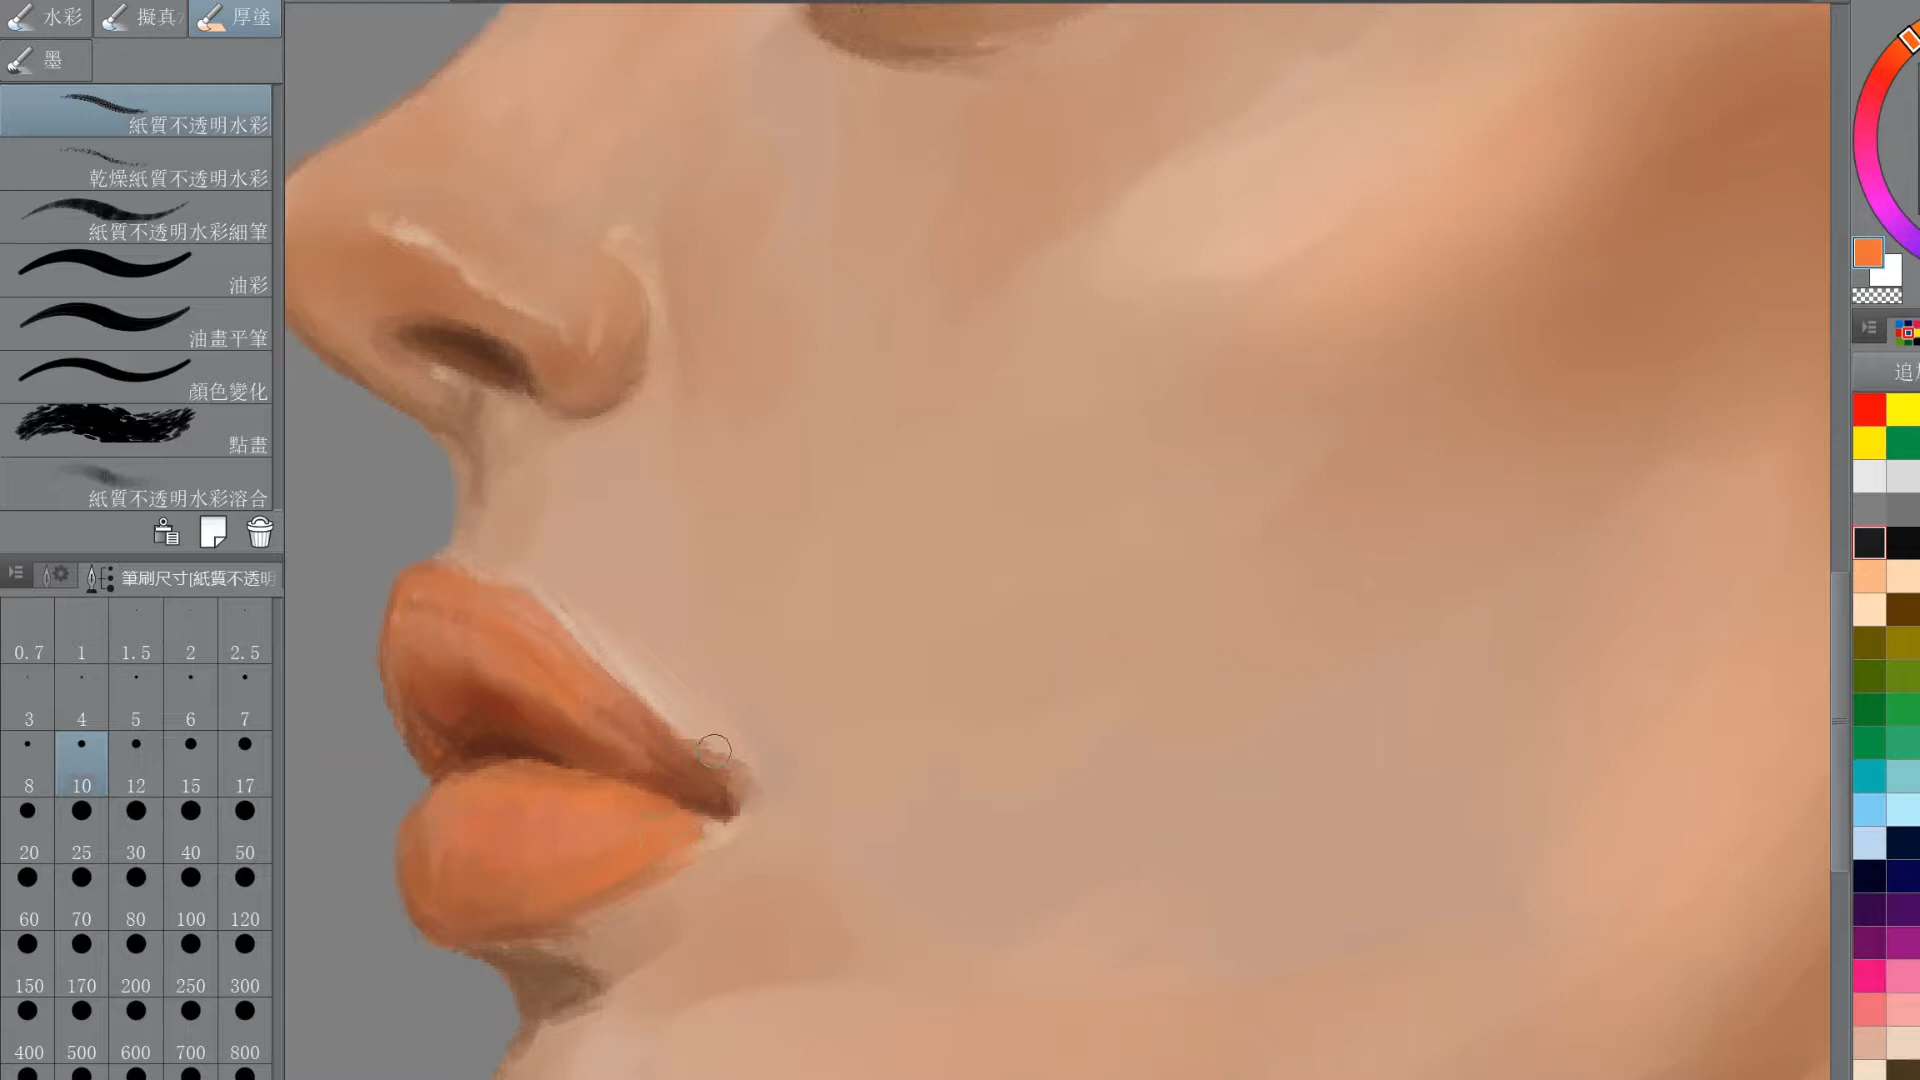 水彩
擬真
厚塗
墨
紙質不透明水彩
乾燥紙質不透明水彩
紙質不透明水彩細筆
油彩
油畫平筆
顏色變化
點畫
紙質不透明水彩溶合
筆刷尺寸[紙質不透明
0.7 1 1.5 2 2.5
3 4 5 6 7
8 10 12 15 17
20 25 30 40 50
60 70 80 100 120
150 170 200 250 300
400 500 600 700 800
追